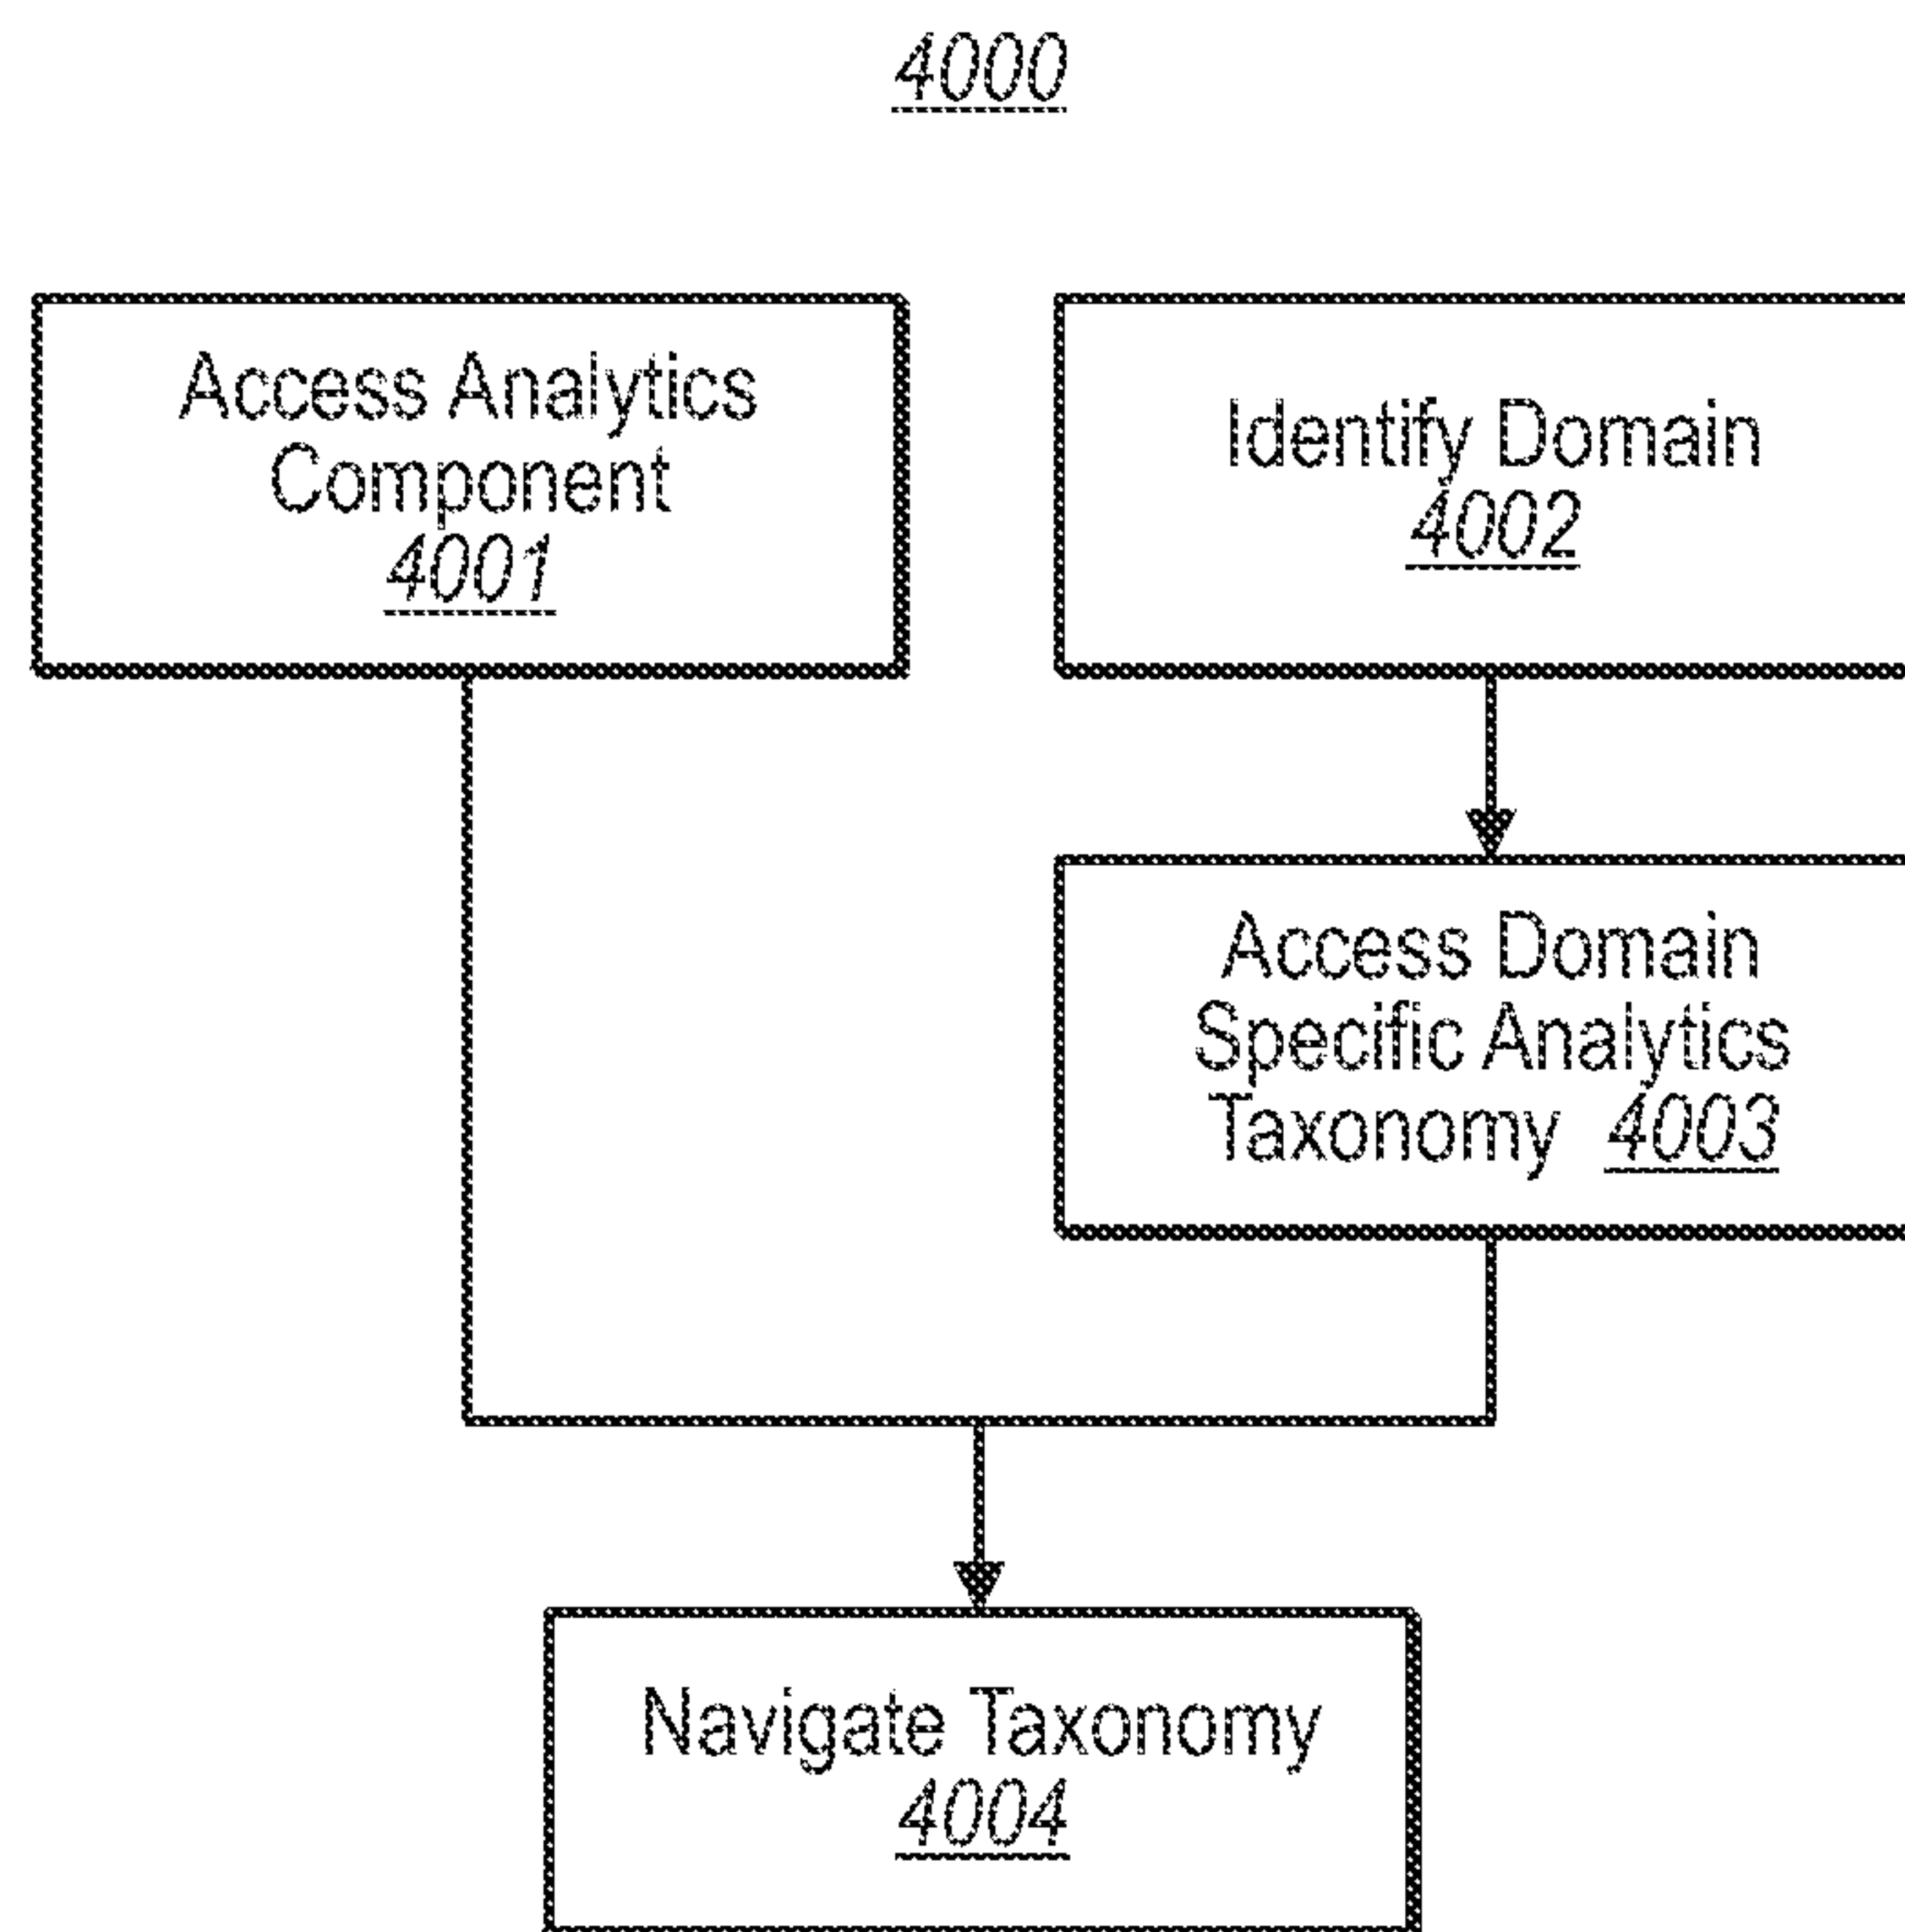 4000
Access Analytics
Component
4001
Identify Domain
4002
Access Domain
Specific Analytics
Taxonomy 4003
Navigate Taxonomy
4004